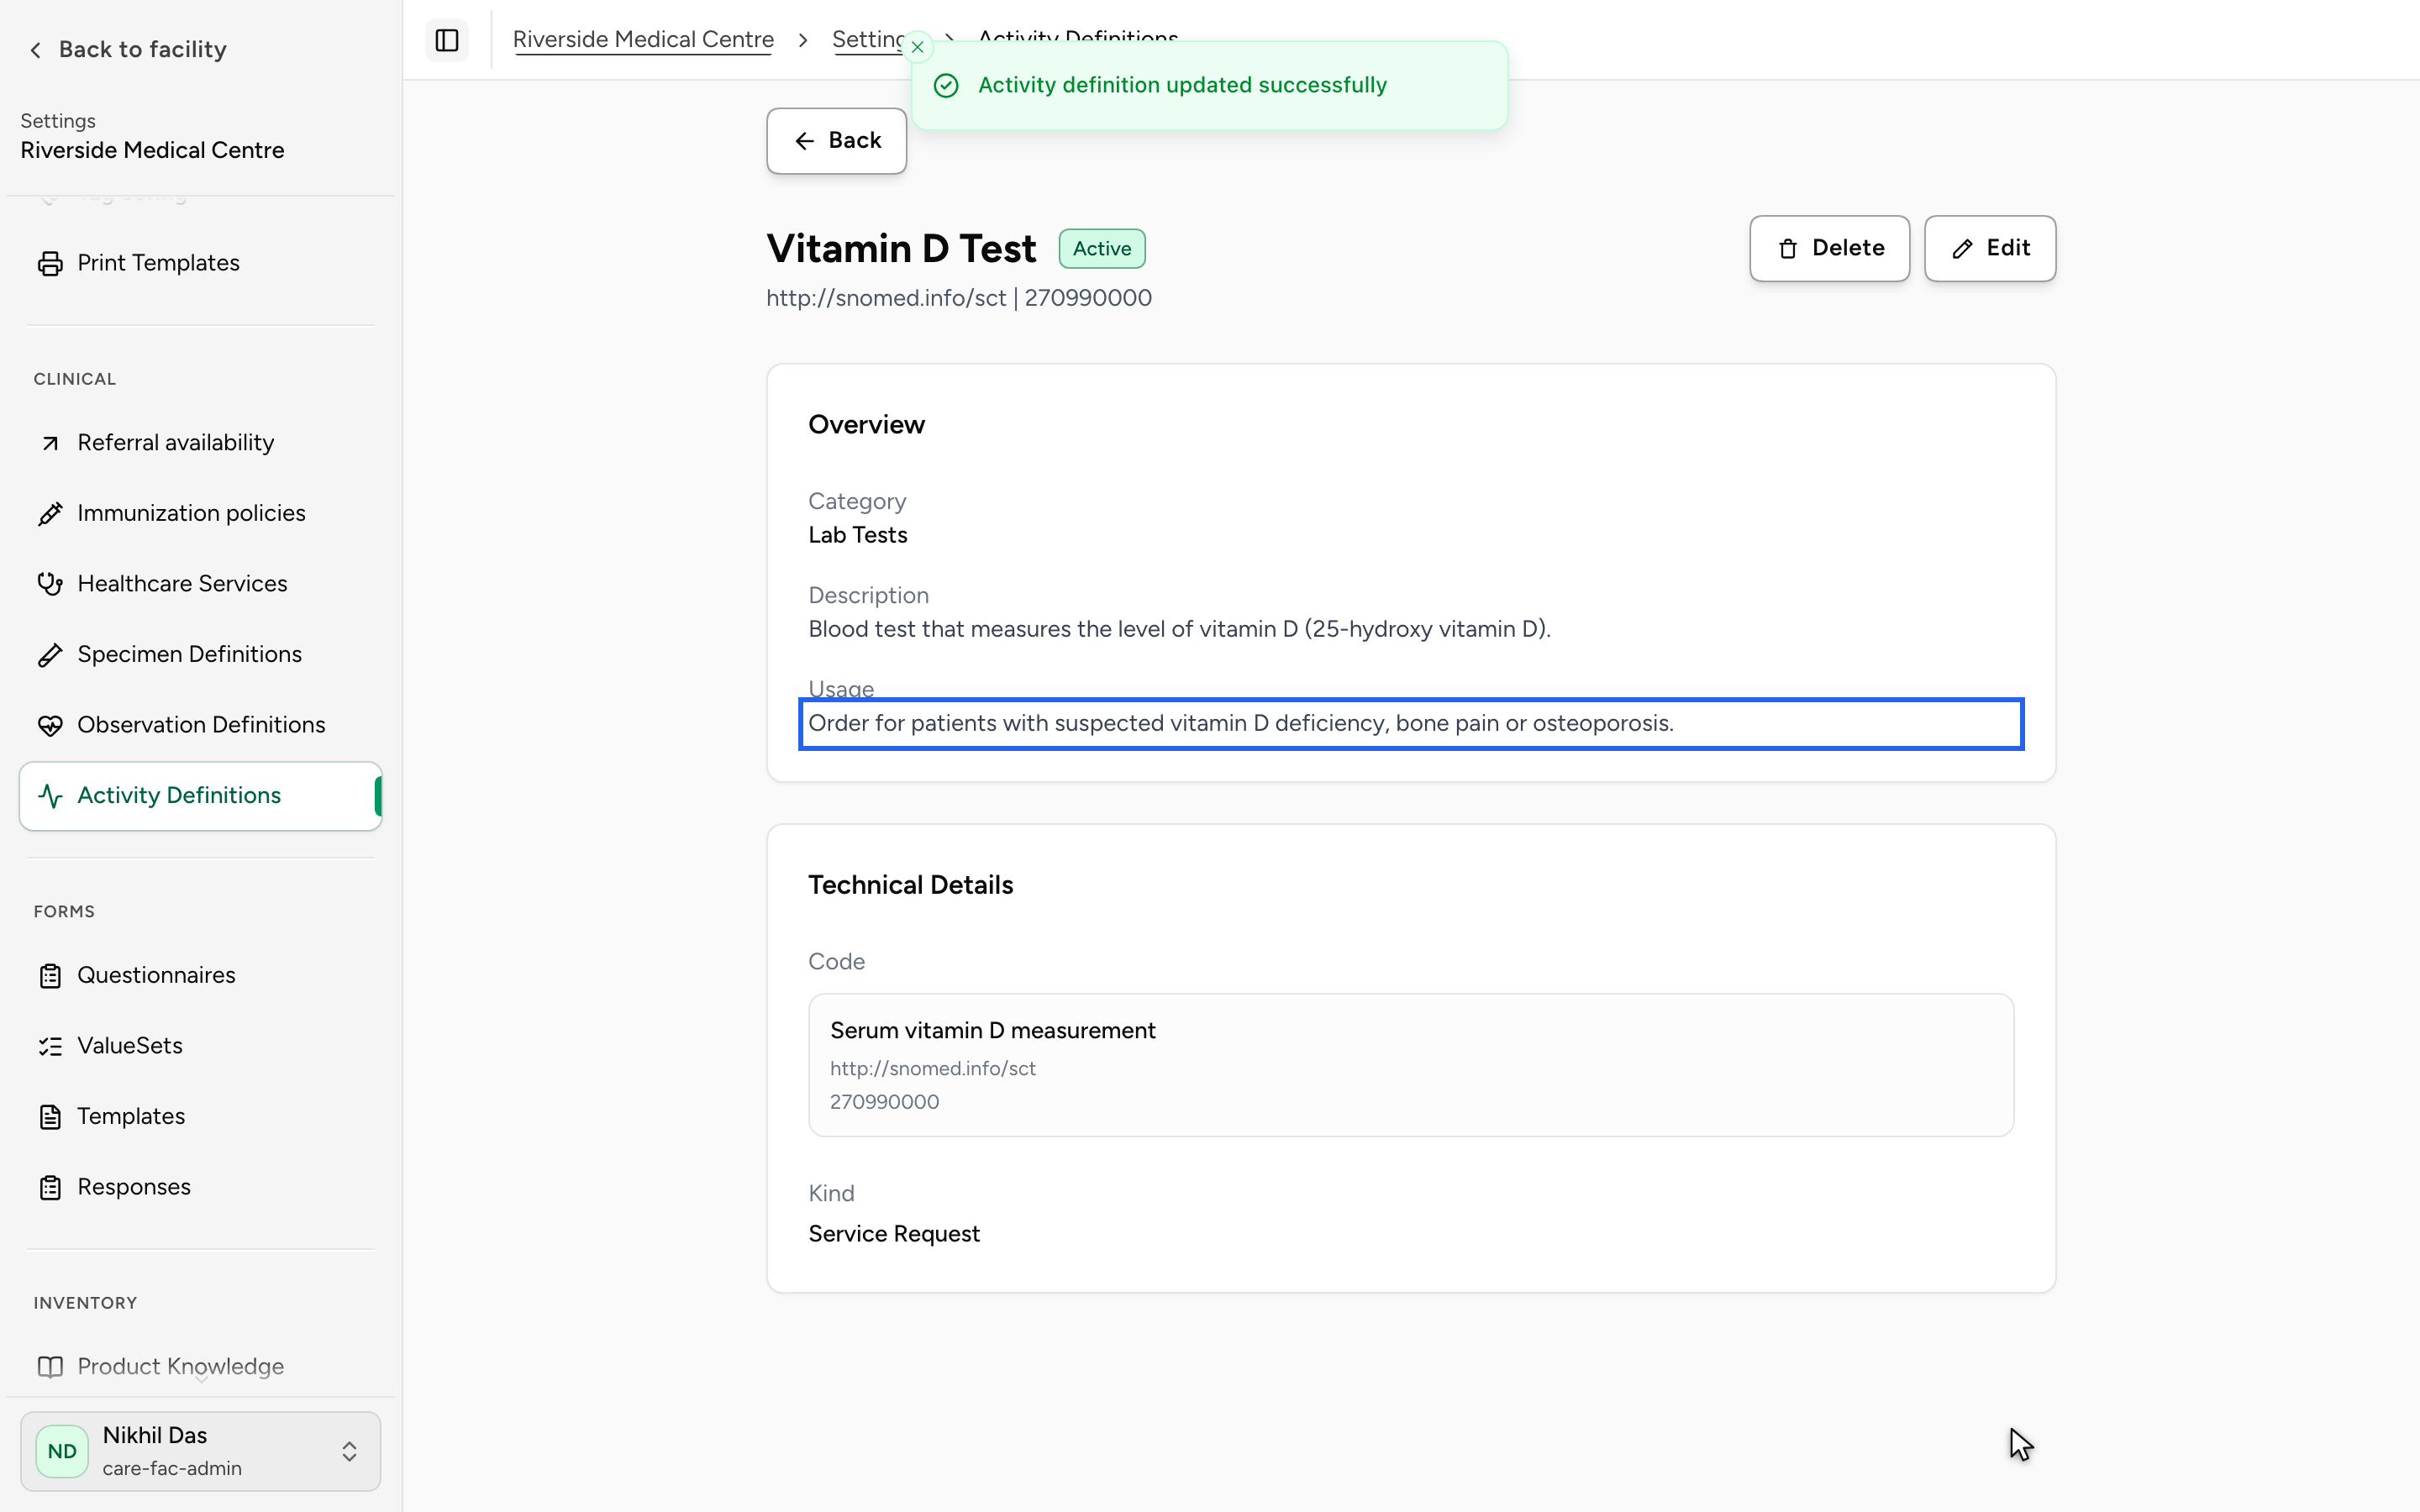 Back to facility
Settings
Riverside Medical Centre
Print Templates
CLINICAL
Referral availability
Immunization policies
Healthcare Services
Specimen Definitions
Observation Definitions
Activity Definitions
FORMS
Questionnaires
ValueSets
Templates
Responses
INVENTORY
Product Knowledge
ND
Nikhil Das
care-fac-admin
Riverside Medical Centre
Activity Definitions
Activity definition updated successfully
Back
Vitamin D Test
Active
Delete
Edit
http://snomed.info/sct | 270990000
Overview
Category
Lab Tests
Description
Blood test that measures the level of vitamin D (25-hydroxy vitamin D).
Usage
Order for patients with suspected vitamin D deficiency, bone pain or osteoporosis.
Technical Details
Code
Serum vitamin D measurement
http://snomed.info/sct
270990000
Kind
Service Request